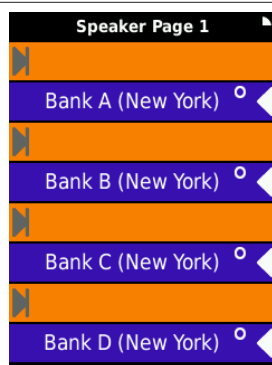 Speaker Page 1
Bank A (New York)
Bank B (New York)
Bank C (New York)
Bank D (New York)